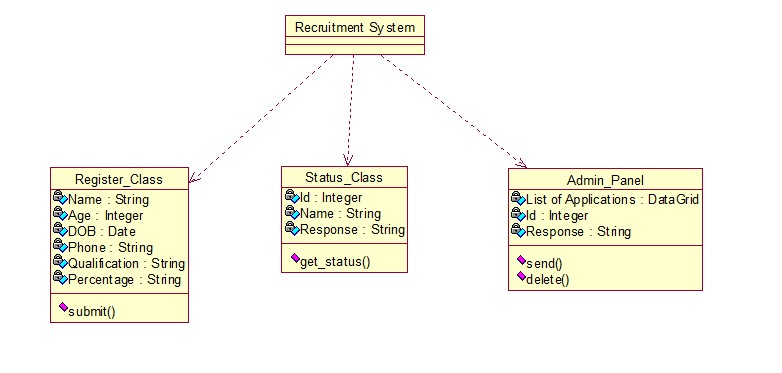 Recruitment System
Register_Class
Name : String
Age : Integer
DOB : Date
Phone : String
Qualification : String
Percentage : String
submit()
Status_Class
Id : Integer
Name : String
Response : String
get_status()
Admin_Panel
List of Applications : DataGrid
Id : Integer
Response : String
send()
delete()